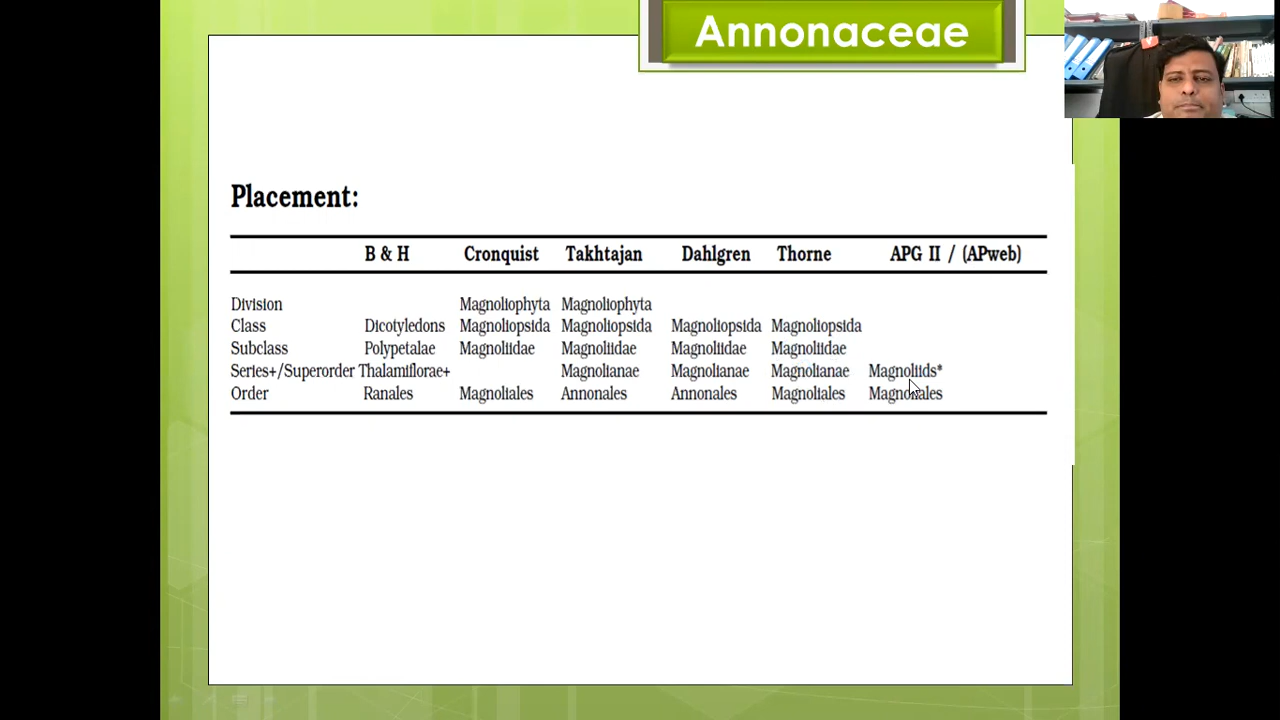 Annonaceae
Placement:
B & H Cronquist Takhtajan Dahlgren Thorne APG II / (APweb)
Division Magnoliophyta Magnoliophyta
Class Dicotyledons Magnoliopsida Magnoliopsida Magnoliopsida Magnoliopsida
Subclass Polypetalae Magnoliidae Magnoliidae Magnoliidae Magnoliidae
Series+/Superorder Thalamiflorae+ Magnolianae Magnolianae Magnolianae Magnoliids*
Order Ranales Magnoliales Annonales Annonales Magnoliales Magnoliales